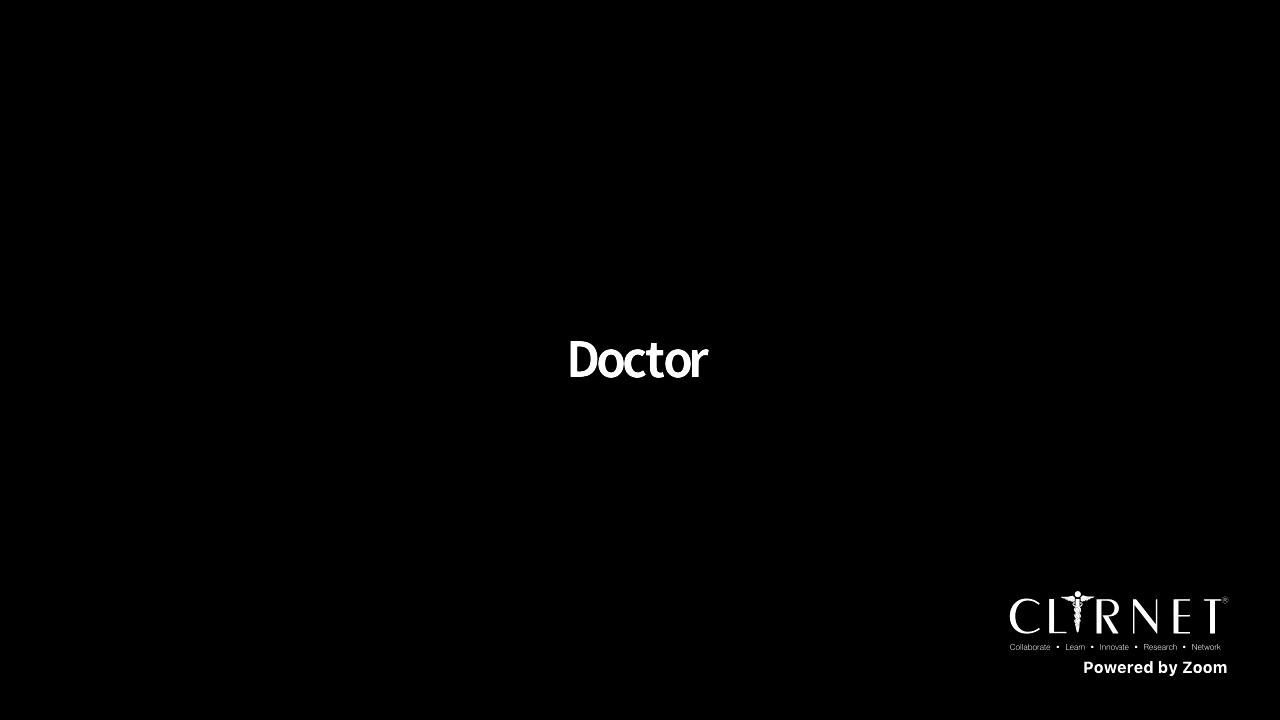 Doctor
CLIRNET®
Collaborate • Learn • Innovate • Research • Network
Powered by Zoom